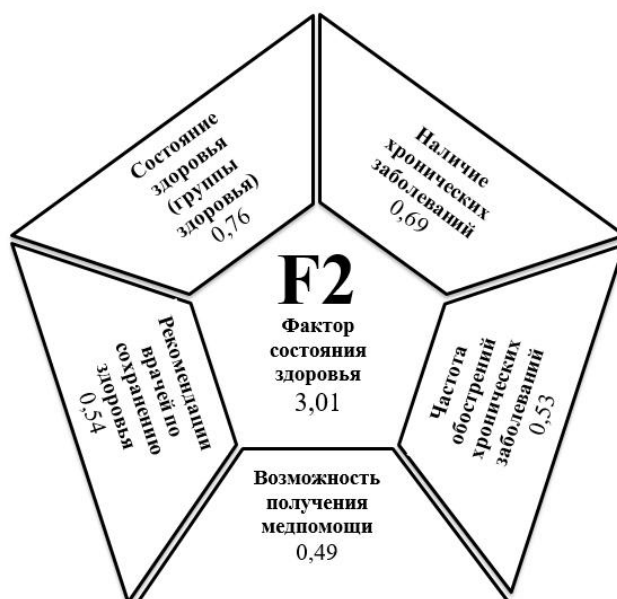 Состояние
здоровья
(группы
здоровья)
0,76
Наличие
хронических
заболеваний
0,69
F2
Фактор
состояния
здоровья
3,01
Рекомендации
врачей по
сохранению
здоровья
0,54
Частота
обострений
хронических
заболеваний
0,53
Возможность
получения
медпомощи
0,49